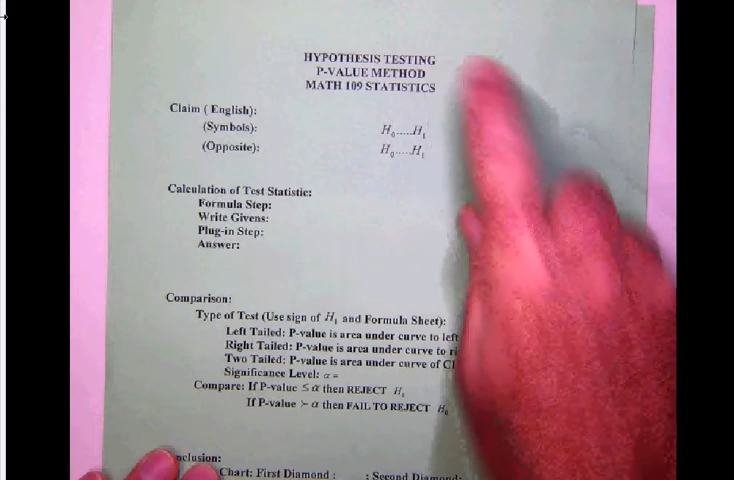 HYPOTHESIS TESTING
P-VALUE METHOD
MATH 109 STATISTICS
Claim ( English):
(Symbols): H₀.....H₁
(Opposite): H₀.....H₁
Calculation of Test Statistic:
Formula Step:
Write Givens:
Plug-in Step:
Answer:
Comparison:
Type of Test (Use sign of H₁ and Formula Sheet):
Left Tailed: P-value is area under curve to left
Right Tailed: P-value is area under curve to
Two Tailed: P-value is area under curve of
Significance Level: α =
Compare: If P-value ≤ α then REJECT
If P-value > α then FAIL TO REJECT H₀
Chart: First Diamond : : Second Diamond: